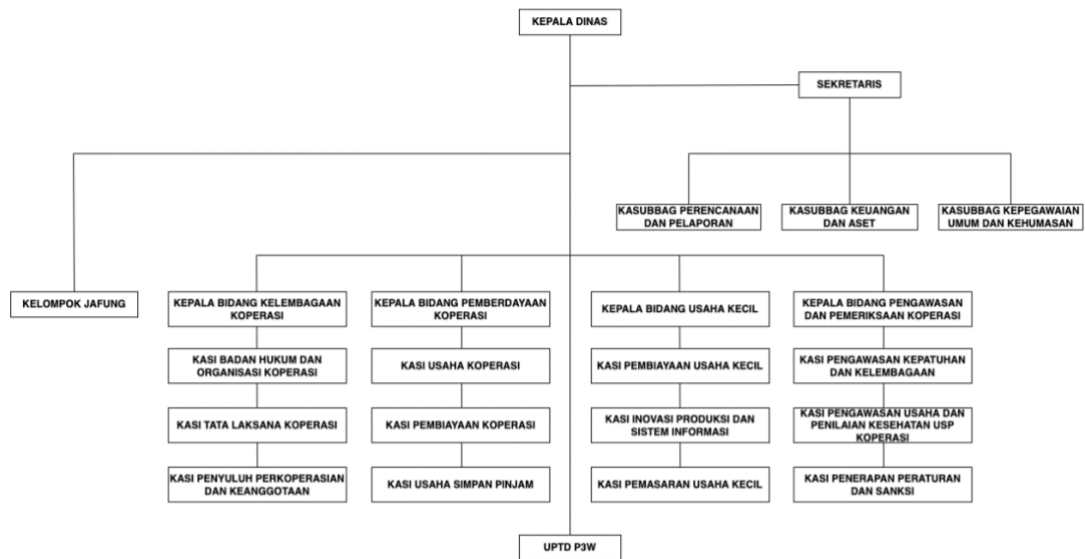 KEPALA DINAS
SEKRETARIS
KASUBBAG PERENCANAAN
DAN PELAPORAN
KASUBBAG KEUANGAN
DAN ASET
KASUBBAG KEPEGAWAIAN
UMUM DAN KEHUMASAN
KELOMPOK JAFUNG
KEPALA BIDANG KELEMBAGAAN
KOPERASI
KEPALA BIDANG PEMBERDAYAAN
KOPERASI
KEPALA BIDANG USAHA KECIL
KEPALA BIDANG PENGAWASAN
DAN PEMERIKSAAN KOPERASI
KASI BADAN HUKUM DAN
ORGANISASI KOPERASI
KASI USAHA KOPERASI
KASI PEMBIAYAAN USAHA KECIL
KASI PENGAWASAN KEPATUHAN
DAN KELEMBAGAAN
KASI TATA LAKSANA KOPERASI
KASI PEMBIAYAAN KOPERASI
KASI INOVASI PRODUKSI DAN
SISTEM INFORMASI
KASI PENGAWASAN USAHA DAN
PENILAIAN KESEHATAN USP
KOPERASI
KASI PENYULUH PERKOPERASIAN
DAN KEANGGOTAAN
KASI USAHA SIMPAN PINJAM
KASI PEMASARAN USAHA KECIL
KASI PENERAPAN PERATURAN
DAN SANKSI
UPTD P3W